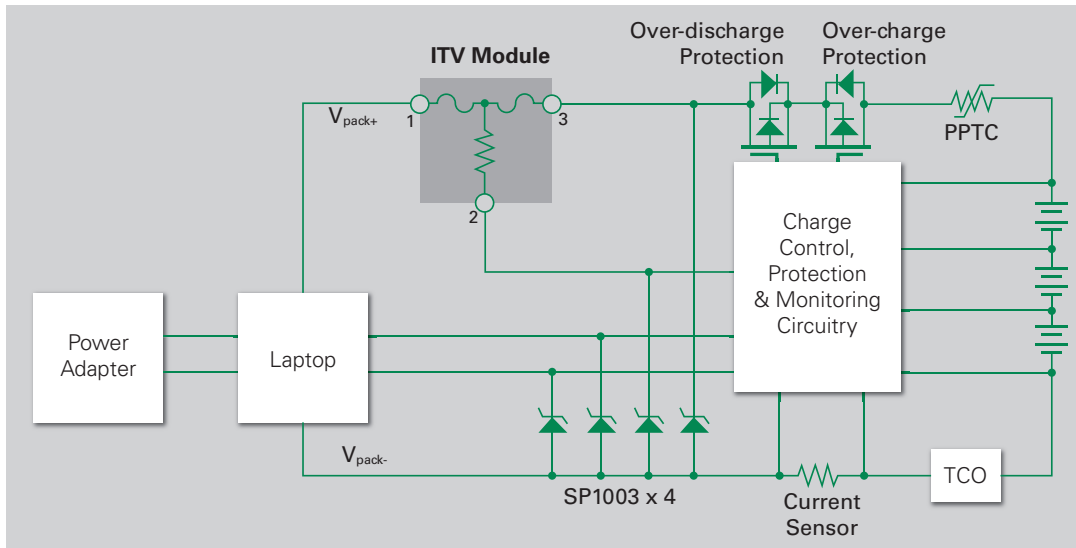 Over-discharge
Protection
Over-charge
Protection
ITV Module
Vpack+
1
3
PPTC
2
Charge
Control,
Protection
& Monitoring
Circuitry
Power
Adapter
Laptop
Vpack-
SP1003 x 4
Current
Sensor
TCO